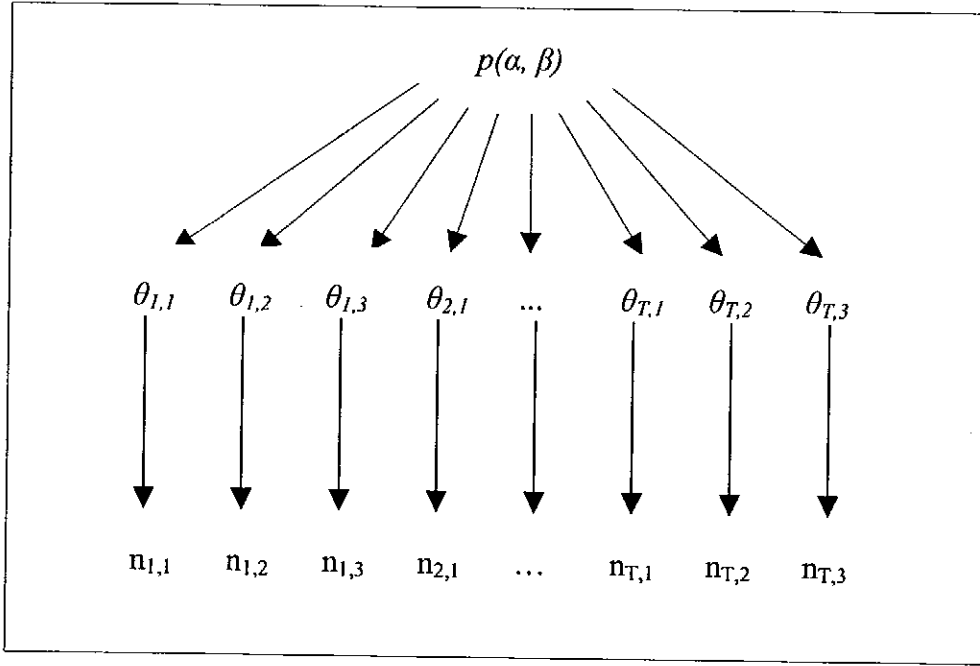 p(α, β)
θ1,1 θ1,2 θ1,3 θ2,1 ... θT,1 θT,2 θT,3
n1,1 n1,2 n1,3 n2,1 ... nT,1 nT,2 nT,3